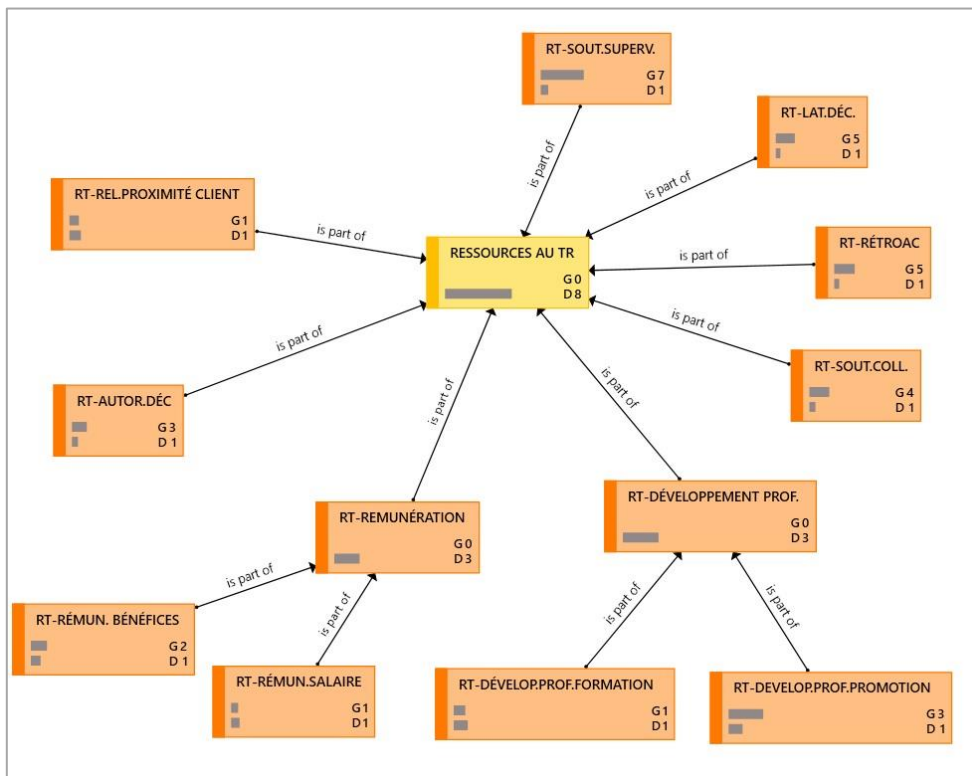 RT-SOUT.SUPERV.
G 7
D 1
is part of
RT-LAT.DÉC.
G 5
D 1
is part of
RT-REL.PROXIMITÉ CLIENT
G 1
D 1
is part of
RESSOURCES AU TR
G 0
D 8
RT-RÉTROAC
G 5
D 1
is part of
RT-SOUT.COLL.
G 4
D 1
is part of
RT-AUTOR.DÉC
G 3
D 1
is part of
is part of
is part of
RT-REMUNÉRATION
G 0
D 3
RT-DÉVELOPPEMENT PROF.
G 0
D 3
is part of
is part of
is part of
is part of
RT-RÉMUN. BÉNÉFICES
G 2
D 1
RT-RÉMUN.SALAIRE
G 1
D 1
RT-DÉVELOP.PROF.FORMATION
G 1
D 1
RT-DEVELOP.PROF.PROMOTION
G 3
D 1